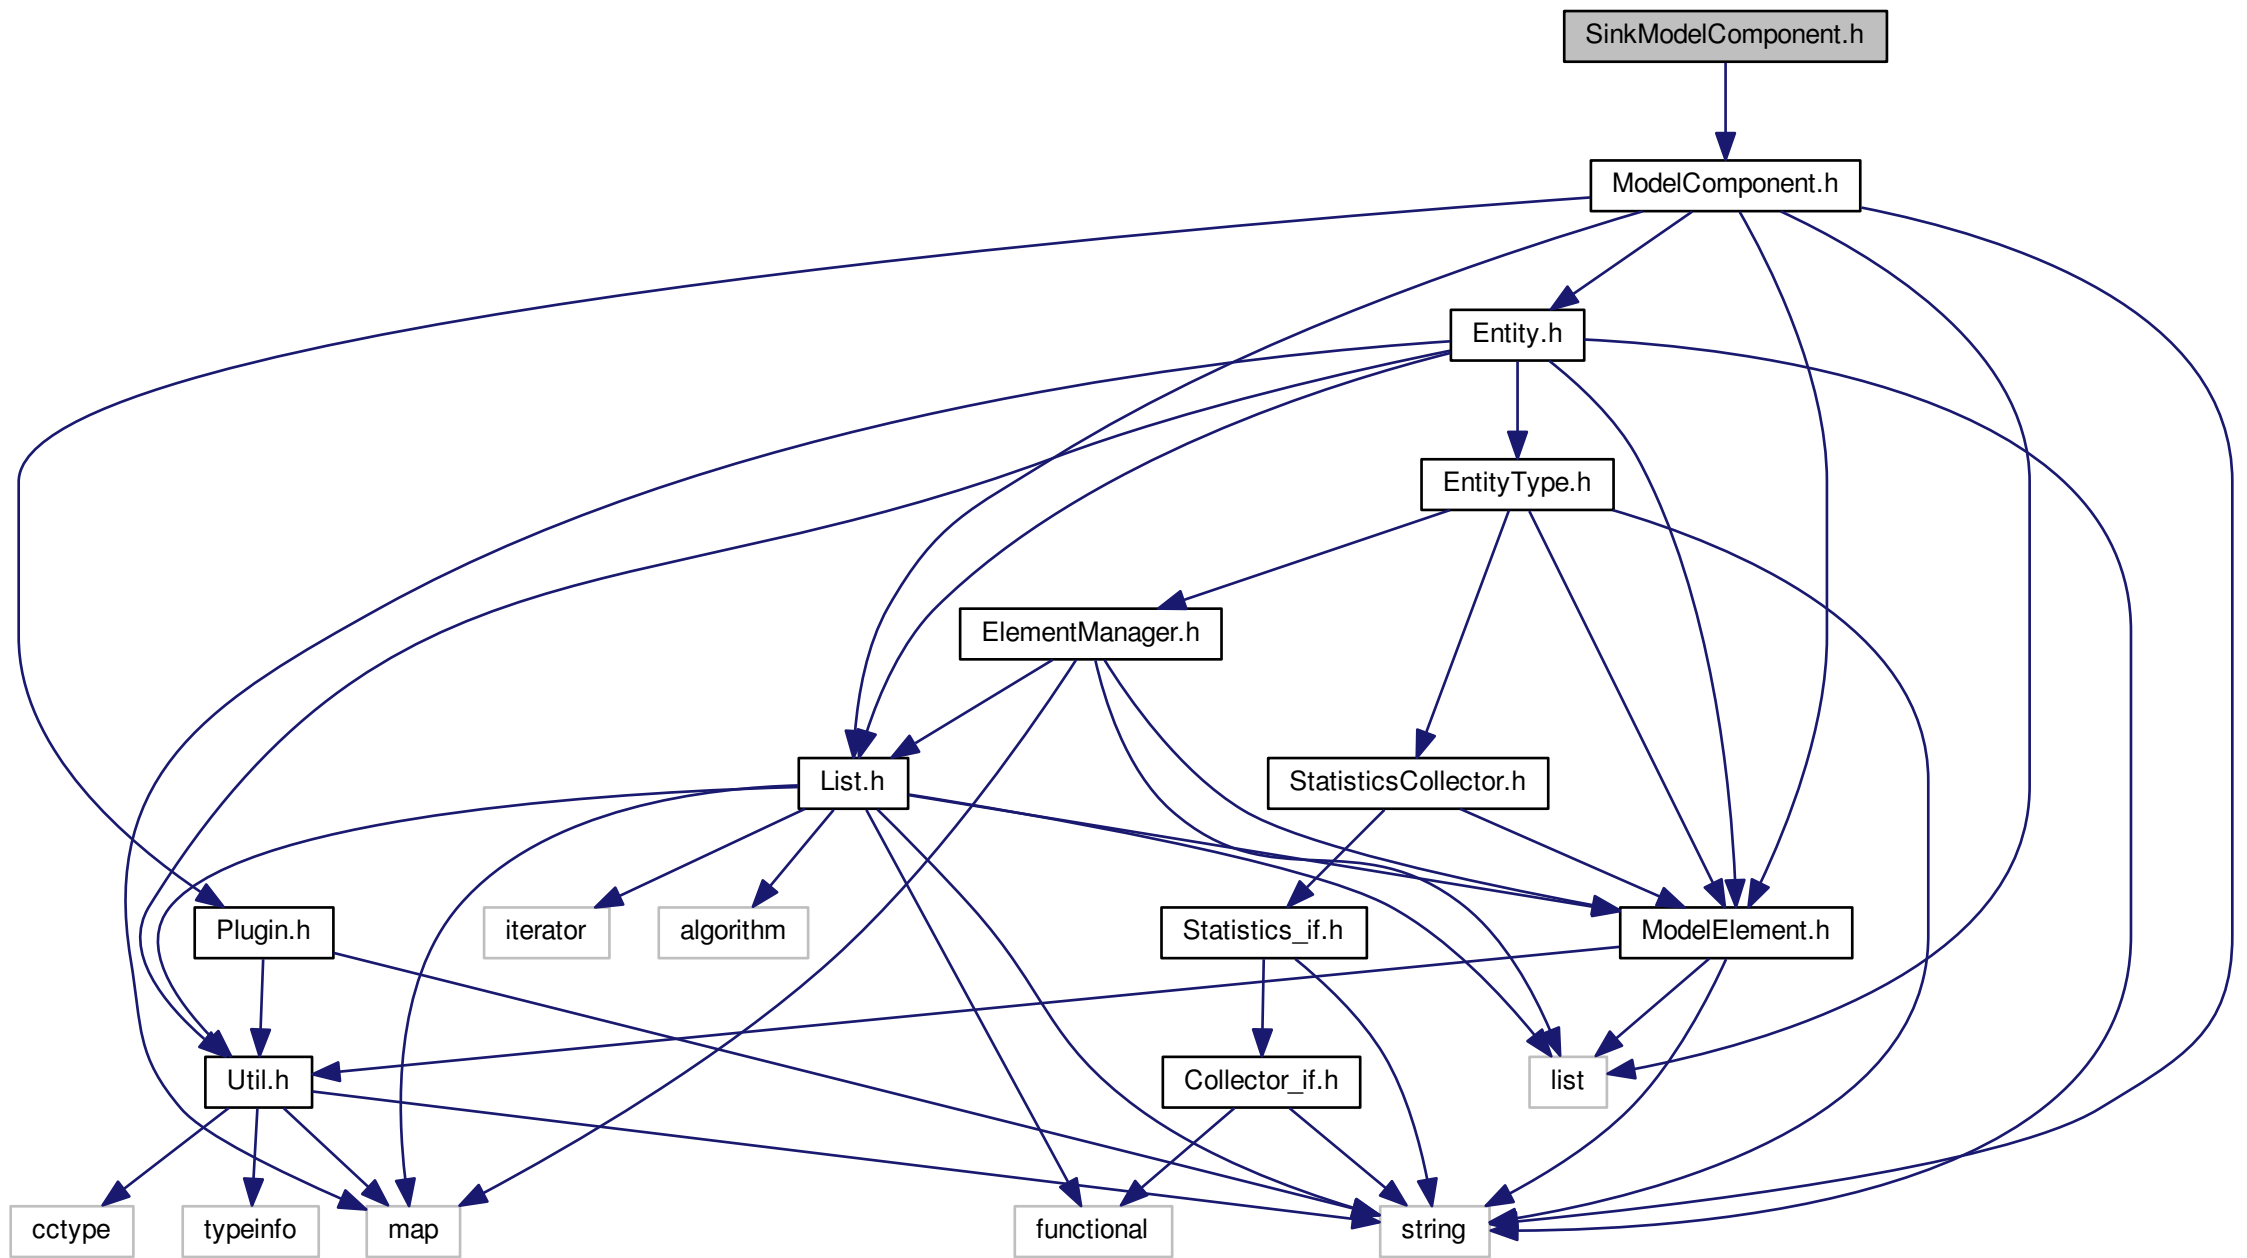 SinkModelComponent.h
ModelComponent.h
Entity.h
EntityType.h
ElementManager.h
List.h
StatisticsCollector.h
Plugin.h
iterator
algorithm
Statistics_if.h
ModelElement.h
Util.h
Collector_if.h
list
cctype
typeinfo
map
functional
string